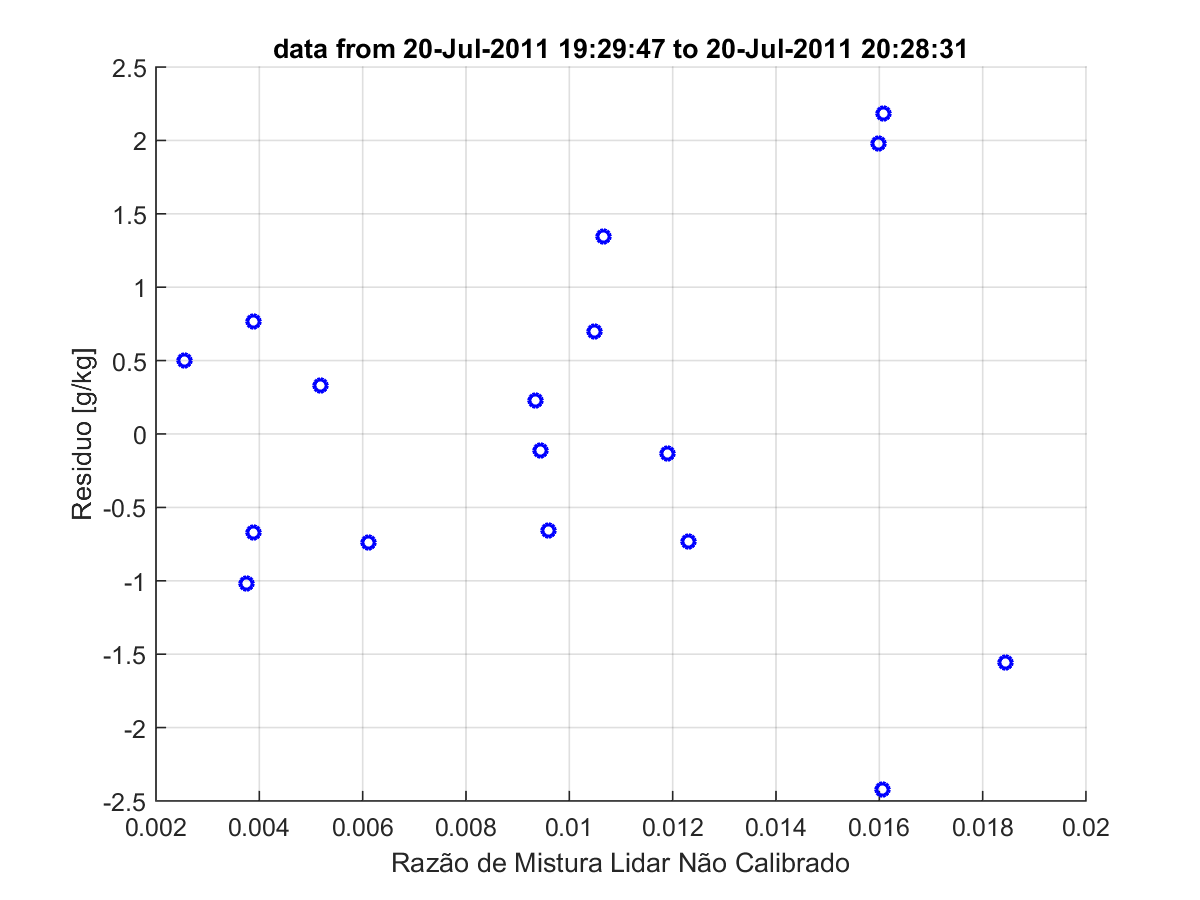 data from 20-Jul-2011 19:29:47 to 20-Jul-2011 20:28:31
2.5
2
1.5
1
0.5
0
-0.5
-1
-1.5
-2
-2.5
Residuo [g/kg]
0.002 0.004 0.006 0.008 0.01 0.012 0.014 0.016 0.018 0.02
Razão de Mistura Lidar Não Calibrado